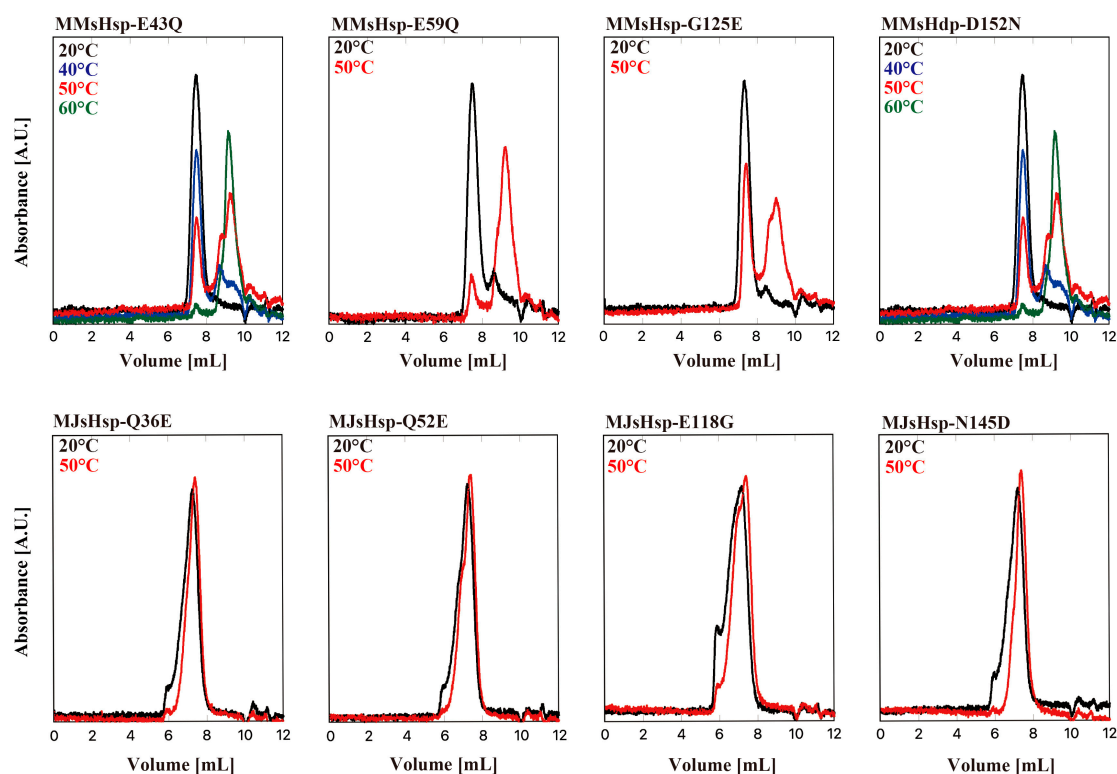 MMsHsp-E43Q
20°C
40°C
50°C
60°C
Absorbance [A.U.]
0 2 4 6 8 10 12
Volume [mL]
MMsHsp-E59Q
20°C
50°C
0 2 4 6 8 10 12
Volume [mL]
MMsHsp-G125E
20°C
50°C
0 2 4 6 8 10 12
Volume [mL]
MMsHdp-D152N
20°C
40°C
50°C
60°C
0 2 4 6 8 10 12
Volume [mL]
MJsHsp-Q36E
20°C
50°C
Absorbance [A.U.]
0 2 4 6 8 10 12
Volume [mL]
MJsHsp-Q52E
20°C
50°C
0 2 4 6 8 10 12
Volume [mL]
MJsHsp-E118G
20°C
50°C
0 2 4 6 8 10 12
Volume [mL]
MJsHsp-N145D
20°C
50°C
0 2 4 6 8 10 12
Volume [mL]